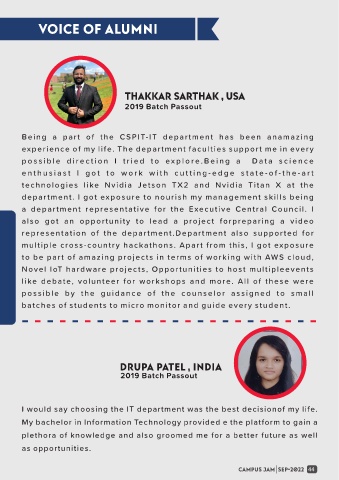 VOICE OF ALUMNI
THAKKAR SARTHAK , USA
2019 Batch Passout
Being a part of the CSPIT-IT department has been anamazing
experience of my life. The department faculties support me in every
possible direction I tried to explore.Being a Data science
enthusiast I got to work with cutting-edge state-of-the-art
technologies like Nvidia Jetson TX2 and Nvidia Titan X at the
department. I got exposure to nourish my management skills being
a department representative for the Executive Central Council. I
also got an opportunity to lead a project forpreparing a video
representation of the department.Department also supported for
multiple cross-country hackathons. Apart from this, I got exposure
to be part of amazing projects in terms of working with AWS cloud,
Novel IoT hardware projects, Opportunities to host multipleevents
like debate, volunteer for workshops and more. All of these were
possible by the guidance of the counselor assigned to small
batches of students to micro monitor and guide every student.
DRUPA PATEL , INDIA
2019 Batch Passout
I would say choosing the IT department was the best decisionof my life.
My bachelor in Information Technology provided e the platform to gain a
plethora of knowledge and also groomed me for a better future as well
as opportunities.
CAMPUS JAM|SEP-2022 44